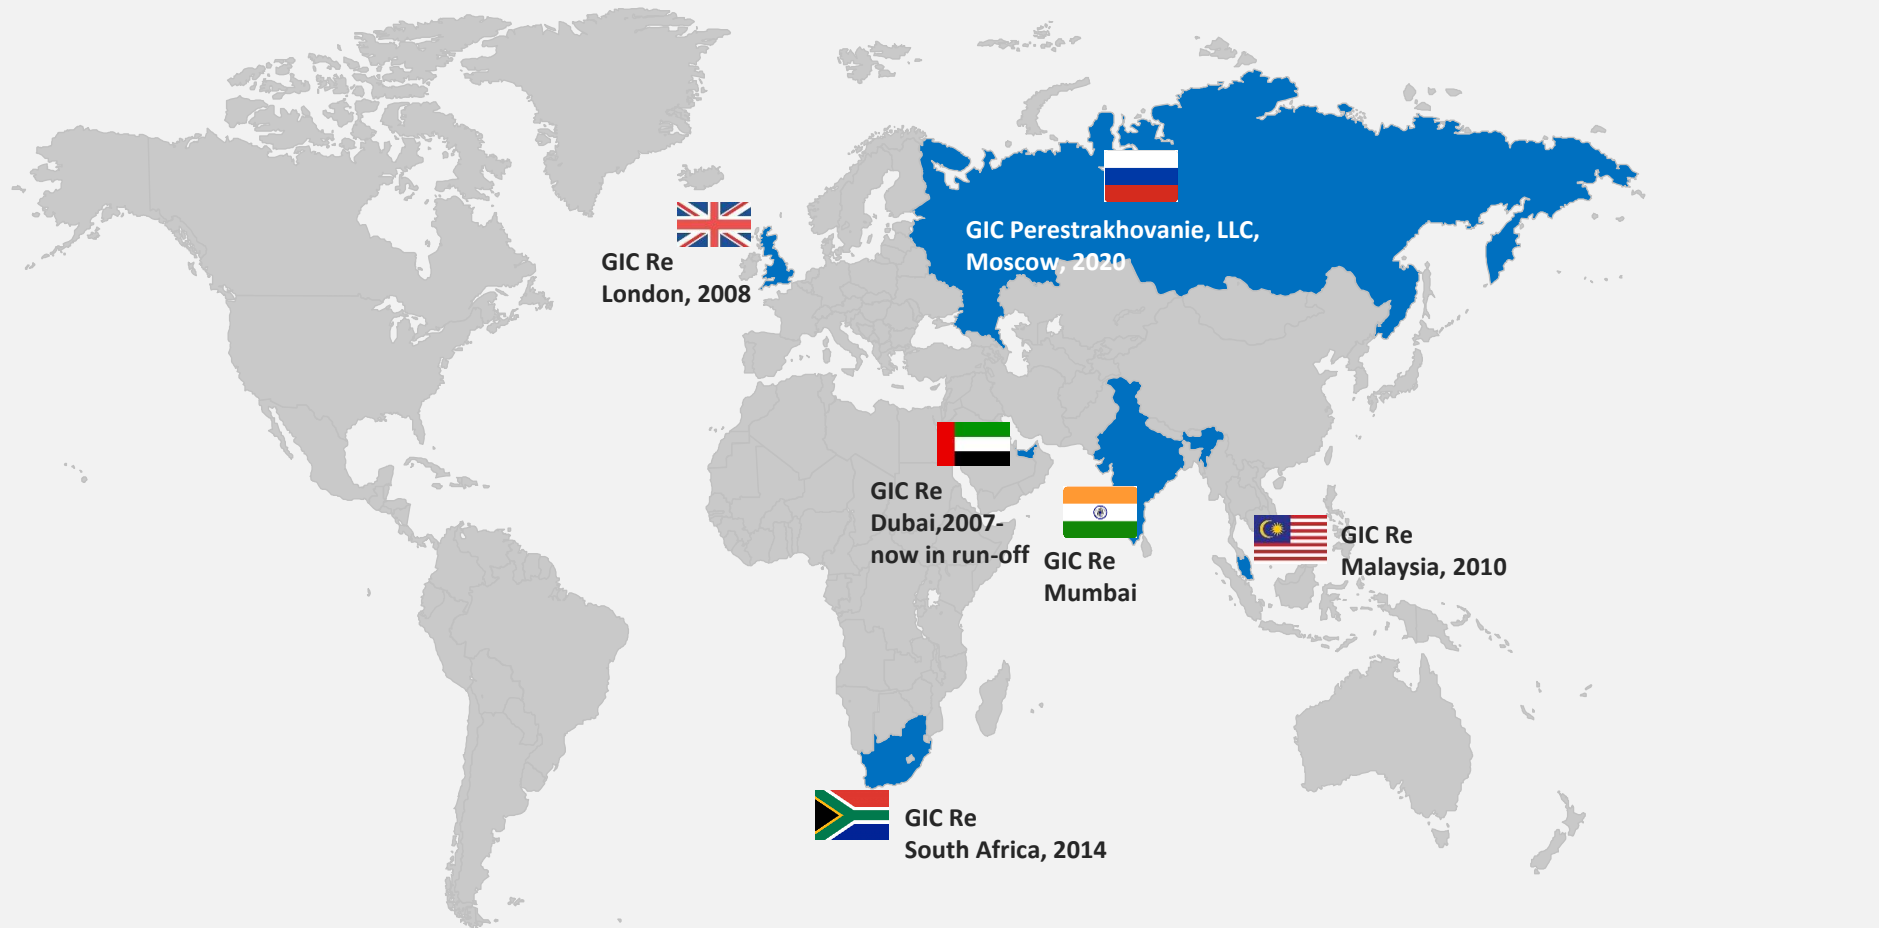 GIC Perestrakhovanie, LLC,
Moscow, 2020
GIC Re
London, 2008
GIC Re
Dubai,2007-
now in run-off
GIC Re
Mumbai
GIC Re
Malaysia, 2010
GIC Re
South Africa, 2014